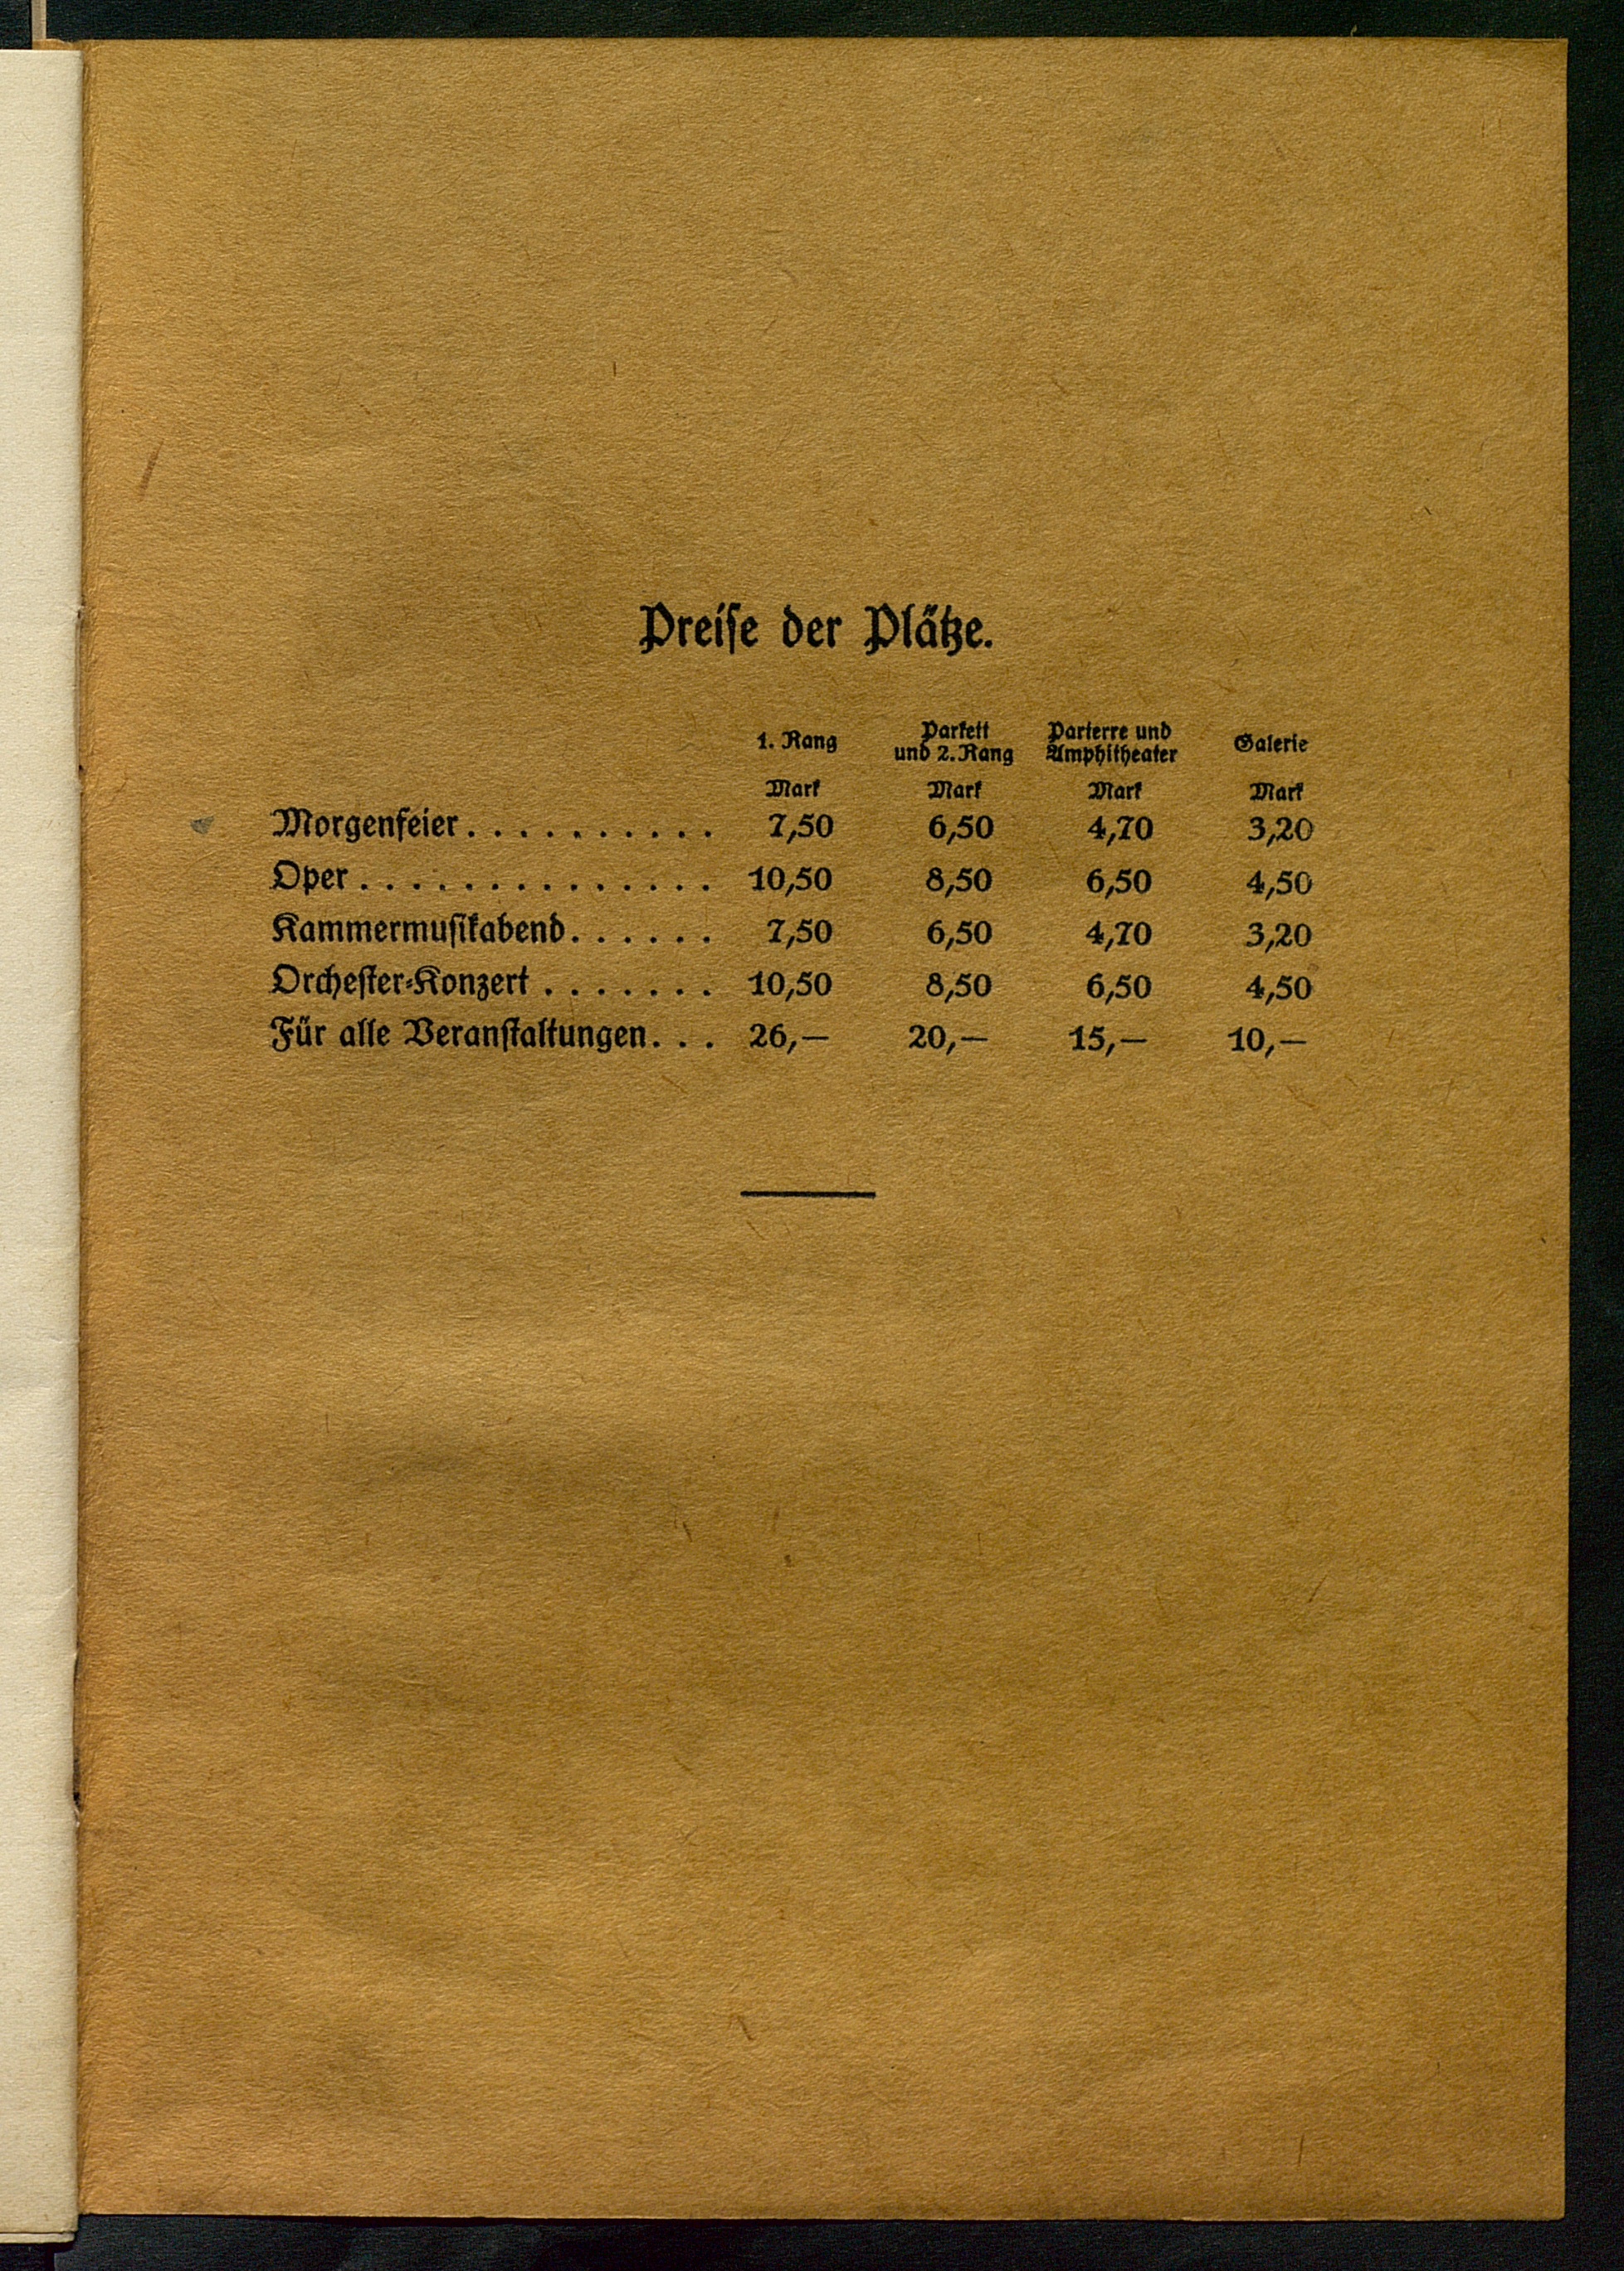 Preise der Plätze.
1. Rang Parkett und 2. Rang Parterre und Amphitheater Galerie
Mark Mark Mark Mark
Morgenfeier. . . . . . . . . . 7,50 6,50 4,70 3,20
Oper . . . . . . . . . . . . . . 10,50 8,50 6,50 4,50
Kammermusikabend. . . . . . 7,50 6,50 4,70 3,20
Orchester-Konzert . . . . . . . 10,50 8,50 6,50 4,50
Für alle Veranstaltungen. . . 26,— 20,— 15,— 10,—